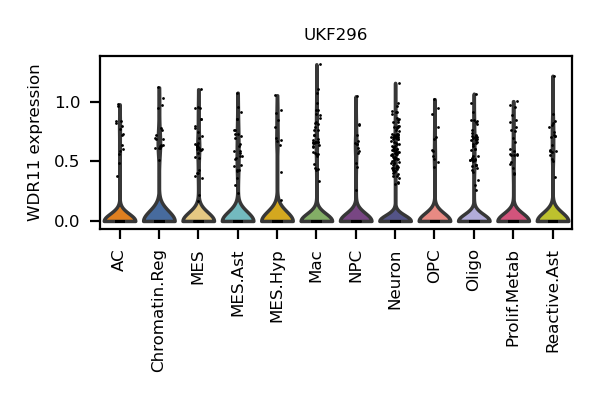 UKF296
WDR11 expression
1.0
0.5
0.0
AC
Chromatin.Reg
MES
MES.Ast
MES.Hyp
Mac
NPC
Neuron
OPC
Oligo
Prolif.Metab
Reactive.Ast